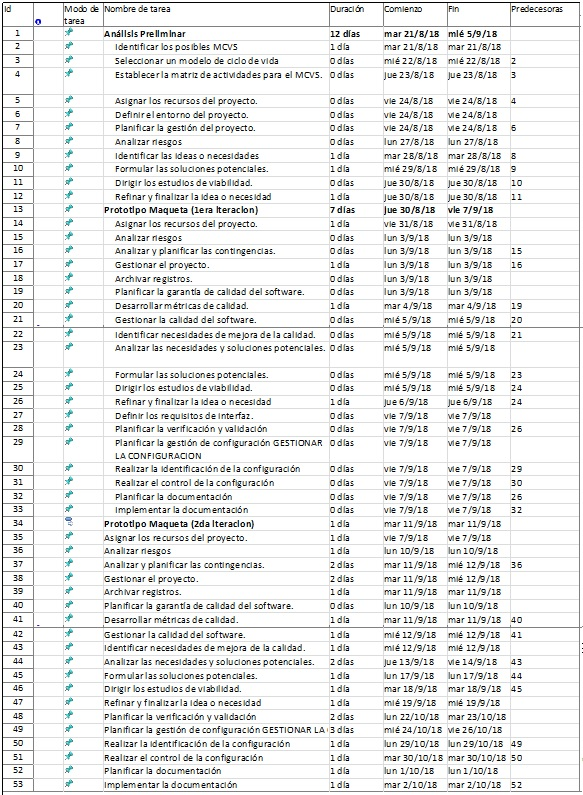 Id Modo de tarea Nombre de tarea Duración Comienzo Fin Predecesoras
1 Análisis Preliminar 12 días mar 21/8/18 mié 5/9/18
2 Identificar los posibles MCVS 1 día mar 21/8/18 mar 21/8/18
3 Seleccionar un modelo de ciclo de vida 0 días mié 22/8/18 mié 22/8/18 2
4 Establecer la matriz de actividades para el MCVS. 0 días jue 23/8/18 jue 23/8/18 3
5 Asignar los recursos del proyecto. 0 días vie 24/8/18 vie 24/8/18 4
6 Definir el entorno del proyecto. 0 días vie 24/8/18 vie 24/8/18
7 Planificar la gestión del proyecto. 0 días vie 24/8/18 vie 24/8/18 6
8 Analizar riesgos 0 días lun 27/8/18 lun 27/8/18
9 Identificar las ideas o necesidades 1 día mar 28/8/18 mar 28/8/18 8
10 Formular las soluciones potenciales. 1 día mié 29/8/18 mié 29/8/18 9
11 Dirigir los estudios de viabilidad. 0 días jue 30/8/18 jue 30/8/18 10
12 Refinar y finalizar la idea o necesidad 1 día jue 30/8/18 jue 30/8/18 11
13 Prototipo Maqueta (1era Iteracion) 7 días jue 30/8/18 vie 7/9/18
14 Asignar los recursos del proyecto. 1 día vie 31/8/18 vie 31/8/18
15 Analizar riesgos 0 días lun 3/9/18 lun 3/9/18
16 Analizar y planificar las contingencias. 0 días lun 3/9/18 lun 3/9/18 15
17 Gestionar el proyecto. 1 día lun 3/9/18 lun 3/9/18 16
18 Archivar registros. 0 días lun 3/9/18 lun 3/9/18
19 Planificar la garantía de calidad del software. 0 días lun 3/9/18 lun 3/9/18
20 Desarrollar métricas de calidad. 1 día mar 4/9/18 mar 4/9/18 19
21 Gestionar la calidad del software. 0 días mié 5/9/18 mié 5/9/18 20
22 Identificar necesidades de mejora de la calidad. 0 días mié 5/9/18 mié 5/9/18 21
23 Analizar las necesidades y soluciones potenciales. 0 días mié 5/9/18 mié 5/9/18
24 Formular las soluciones potenciales. 0 días mié 5/9/18 mié 5/9/18 23
25 Dirigir los estudios de viabilidad. 0 días mié 5/9/18 mié 5/9/18 24
26 Refinar y finalizar la idea o necesidad 1 día jue 6/9/18 jue 6/9/18 24
27 Definir los requisitos de interfaz. 0 días vie 7/9/18 vie 7/9/18
28 Planificar la verificación y validación 0 días vie 7/9/18 vie 7/9/18 26
29 Planificar la gestión de configuración GESTIONAR 0 días vie 7/9/18 vie 7/9/18
LA CONFIGURACION
30 Realizar la identificación de la configuración 0 días vie 7/9/18 vie 7/9/18 29
31 Realizar el control de la configuración 0 días vie 7/9/18 vie 7/9/18 30
32 Planificar la documentación 0 días vie 7/9/18 vie 7/9/18 26
33 Implementar la documentación 0 días vie 7/9/18 vie 7/9/18 32
34 Prototipo Maqueta (2da Iteracion) 1 día mar 11/9/18 mar 11/9/18
35 Asignar los recursos del proyecto. 1 día vie 7/9/18 vie 7/9/18
36 Analizar riesgos 1 día lun 10/9/18 lun 10/9/18
37 Analizar y planificar las contingencias. 2 días mar 11/9/18 mié 12/9/18 36
38 Gestionar el proyecto. 2 días mar 11/9/18 mié 12/9/18
39 Archivar registros. 1 día mar 11/9/18 mar 11/9/18
40 Planificar la garantía de calidad del software. 0 días lun 10/9/18 lun 10/9/18
41 Desarrollar métricas de calidad. 1 día mar 11/9/18 mar 11/9/18 40
42 Gestionar la calidad del software. 1 día mié 12/9/18 mié 12/9/18 41
43 Identificar necesidades de mejora de la calidad. 1 día mié 12/9/18 mié 12/9/18
44 Analizar las necesidades y soluciones potenciales. 2 días jue 13/9/18 vie 14/9/18 43
45 Formular las soluciones potenciales. 1 día lun 17/9/18 lun 17/9/18 44
46 Dirigir los estudios de viabilidad. 1 día mar 18/9/18 mar 18/9/18 45
47 Refinar y finalizar la idea o necesidad 1 día mié 19/9/18 mié 19/9/18
48 Planificar la verificación y validación 2 días lun 22/10/18 mar 23/10/18
49 Planificar la gestión de configuración GESTIONAR LA 3 días mié 24/10/18 vie 26/10/18
50 Realizar la identificación de la configuración 1 día lun 29/10/18 lun 29/10/18 49
51 Realizar el control de la configuración 1 día mar 30/10/18 mar 30/10/18 50
52 Planificar la documentación 1 día lun 1/10/18 lun 1/10/18
53 Implementar la documentación 1 día mar 2/10/18 mar 2/10/18 52